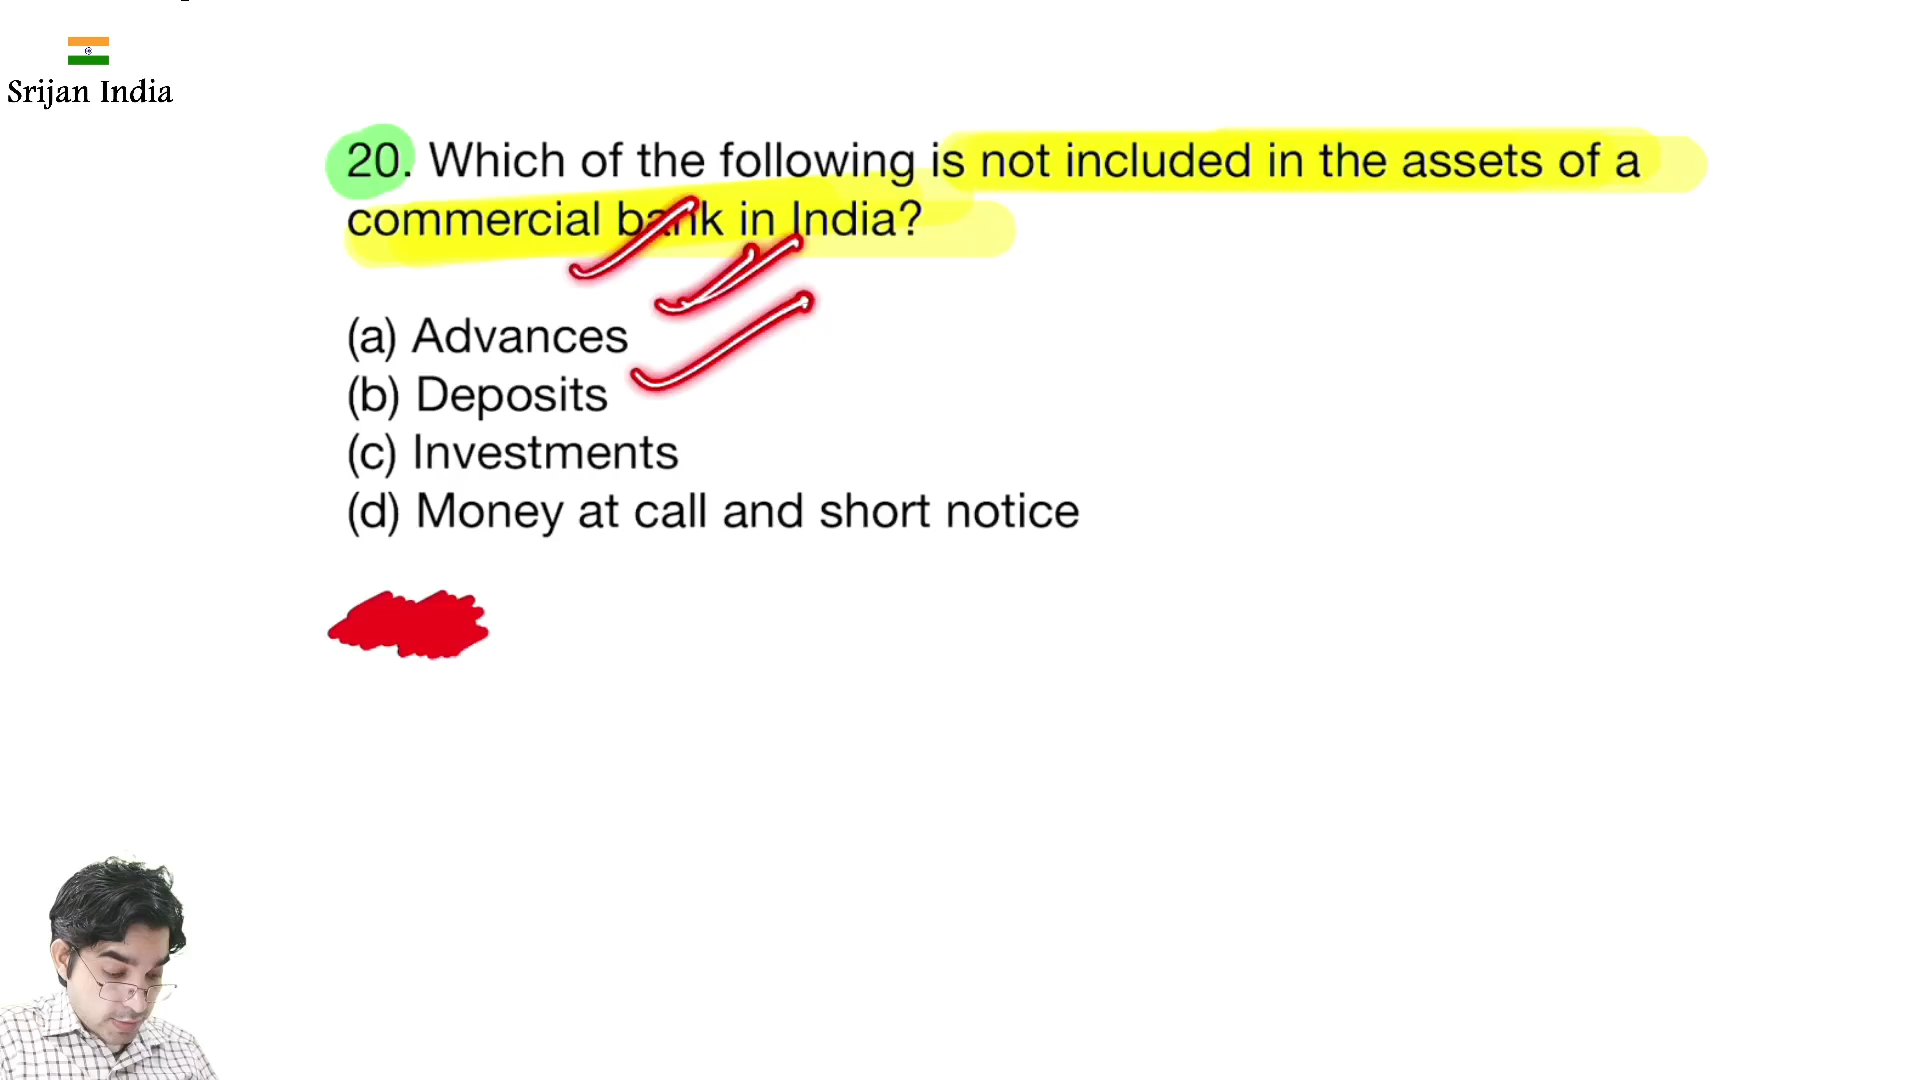 Srijan India
20. Which of the following is not included in the assets of a
commercial bank in India?
(a) Advances
(b) Deposits
(c) Investments
(d) Money at call and short notice